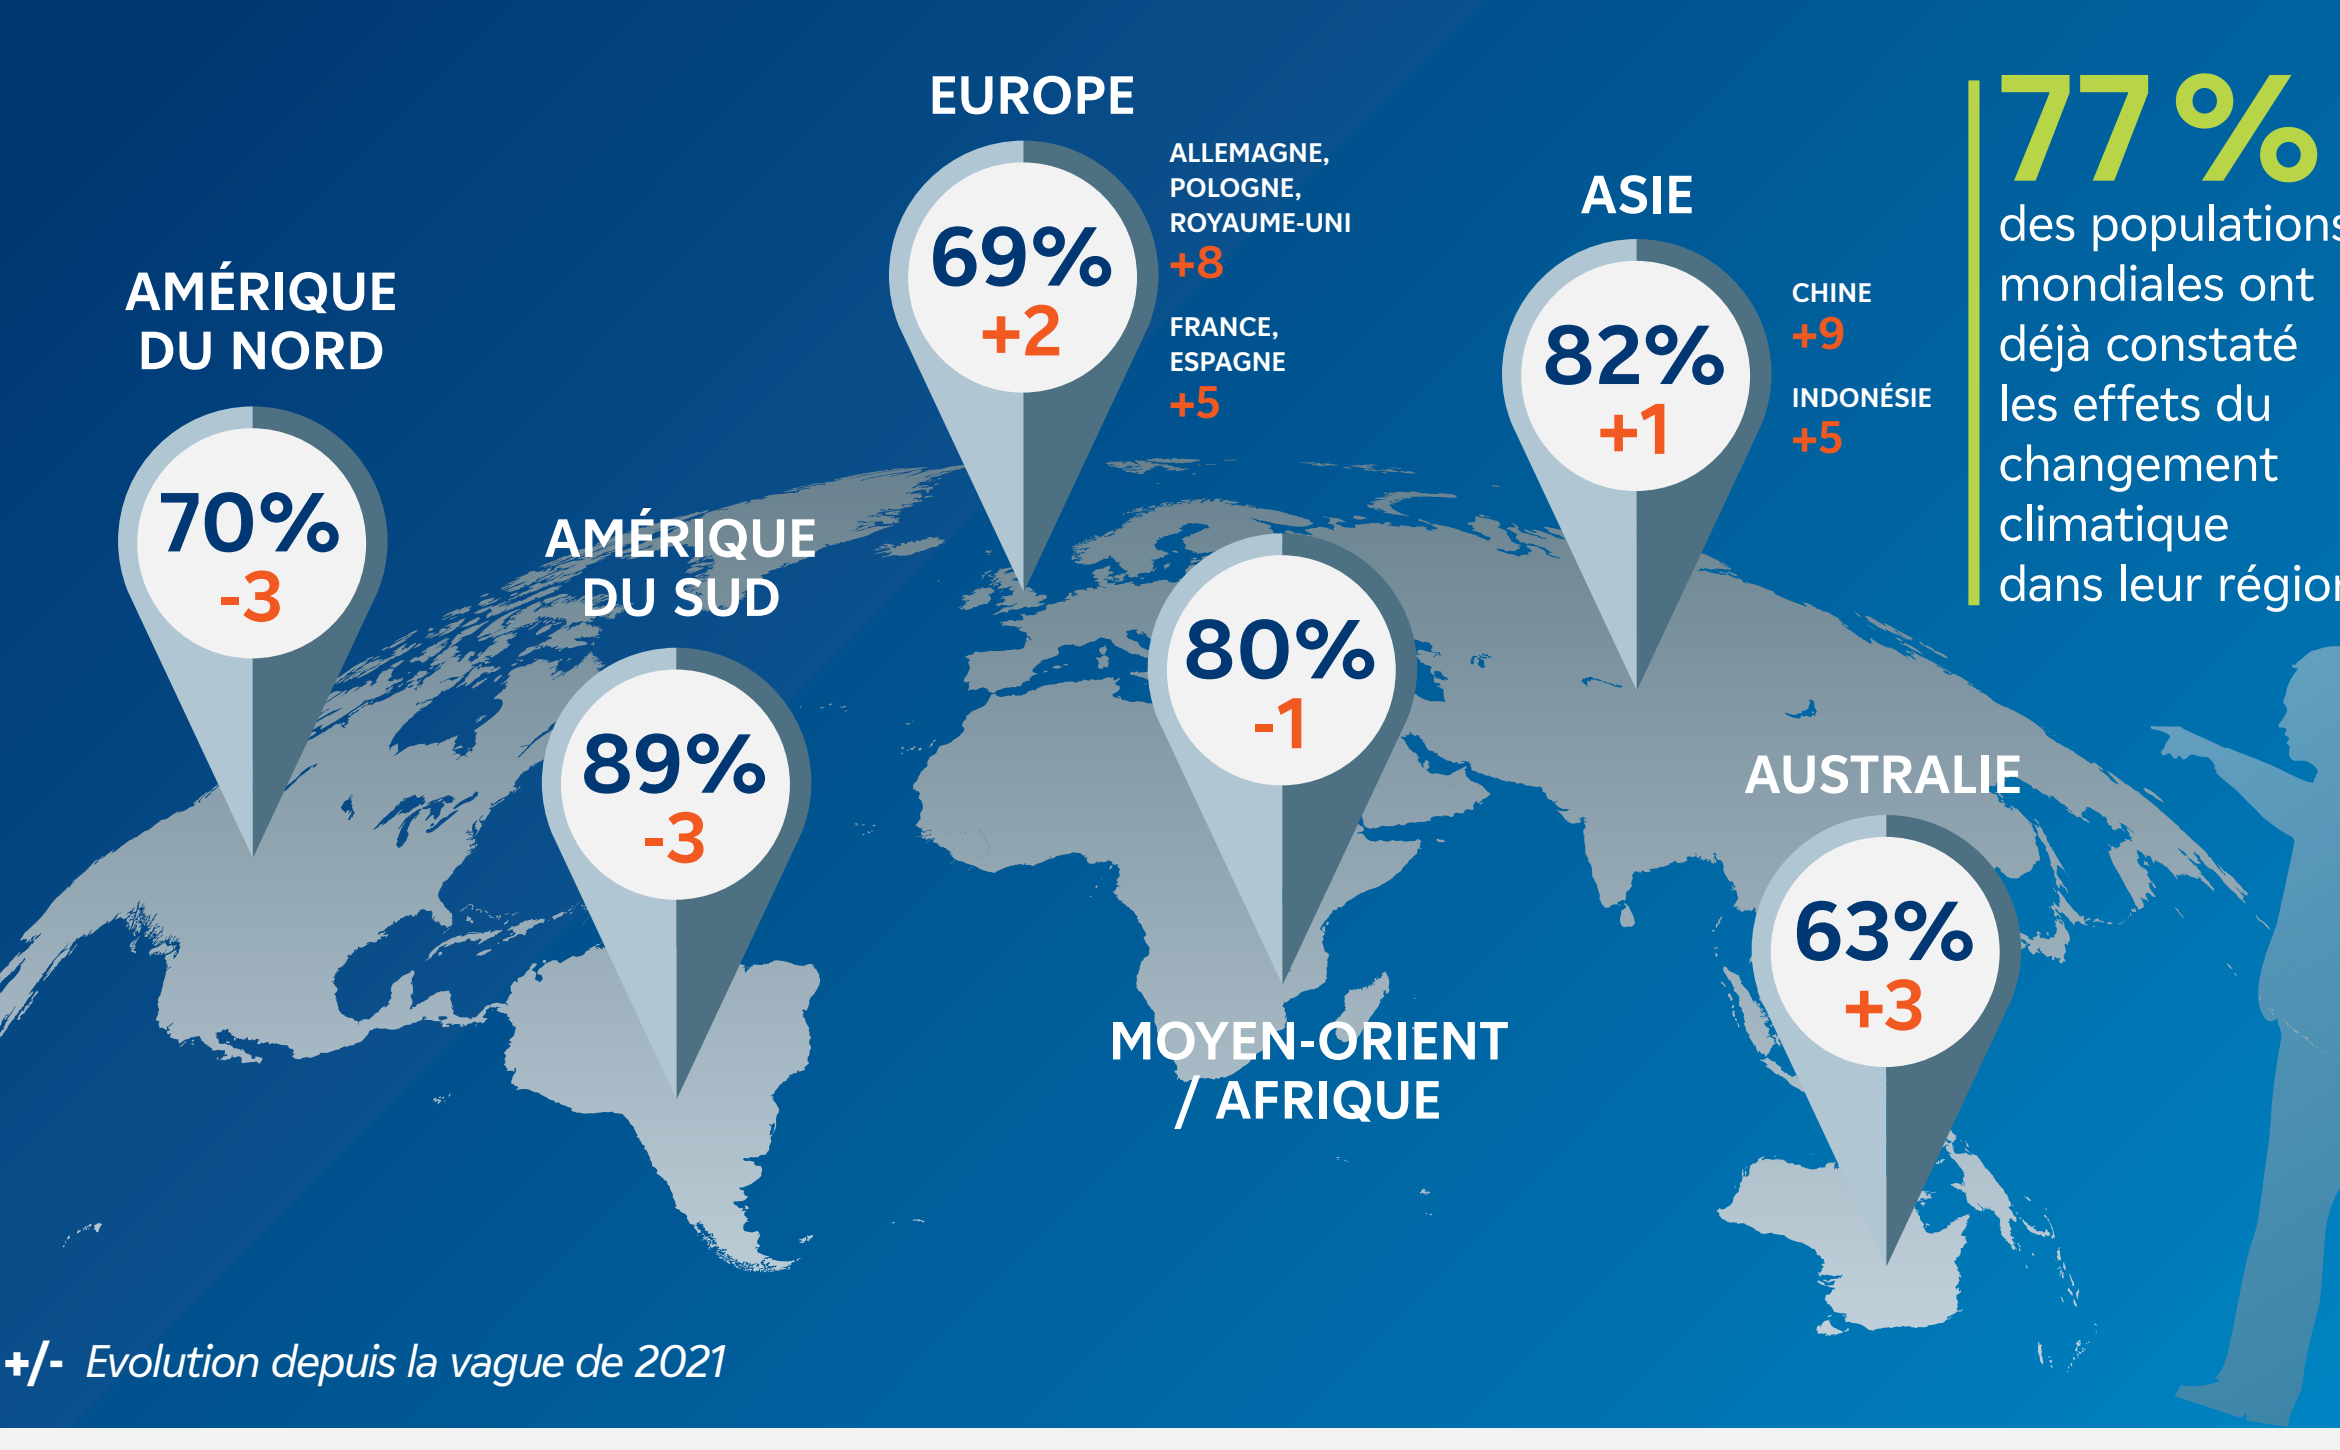 EUROPE
69%
+2
ALLEMAGNE,
POLOGNE,
ROYAUME-UNI
+8
FRANCE,
ESPAGNE
+5
ASIE
82%
+1
CHINE
+9
INDONÉSIE
+5
77 %
des populations
mondiales ont
déjà constaté
les effets du
changement
climatique
dans leur région
AMÉRIQUE
DU NORD
70%
-3
AMÉRIQUE
DU SUD
89%
-3
80%
-1
MOYEN-ORIENT
/ AFRIQUE
AUSTRALIE
63%
+3
+/- Evolution depuis la vague de 2021